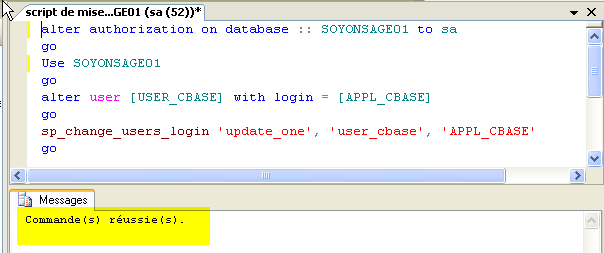 script de mise...GE01 (sa (52))*
alter authorization on database :: SOYONSAGE01 to sa
go
Use SOYONSAGE01
go
alter user [USER_CBASE] with login = [APPL_CBASE]
go
sp_change_users_login 'update_one', 'user_cbase', 'APPL_CBASE'
go
Messages
Commande(s) réussie(s).